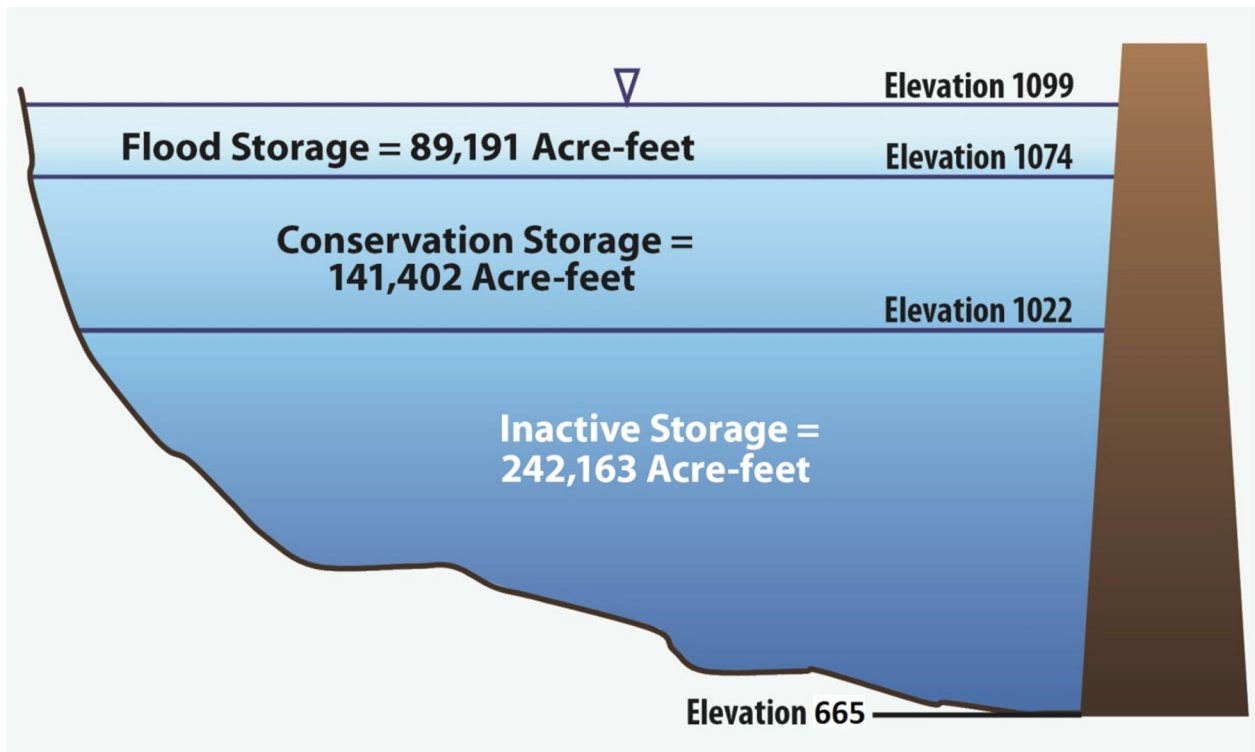 Elevation 1099
Flood Storage = 89,191 Acre-feet
Elevation 1074
Conservation Storage =
141,402 Acre-feet
Elevation 1022
Inactive Storage =
242,163 Acre-feet
Elevation 665